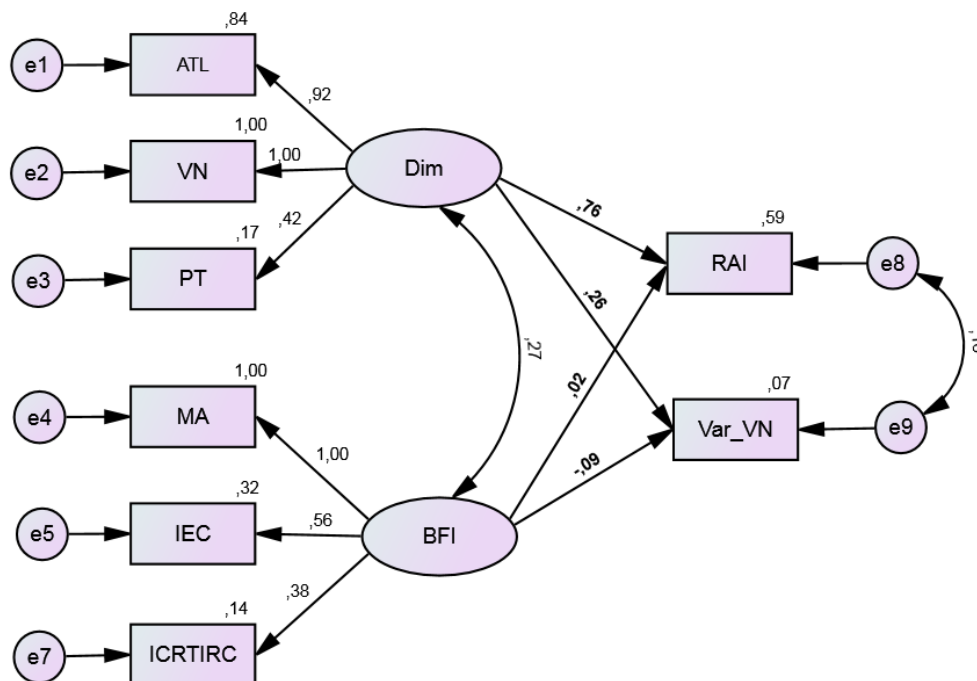 ,84
e1
ATL
,92
1,00
e2
VN
1,00
Dim
,42
,17
e3
PT
,76
,59
RAI
e8
,26
,27
,02
1,00
e4
MA
1,00
,07
Var_VN
e9
-,09
,32
e5
IEC
,56
BFI
,38
,14
e7
ICRTIRC